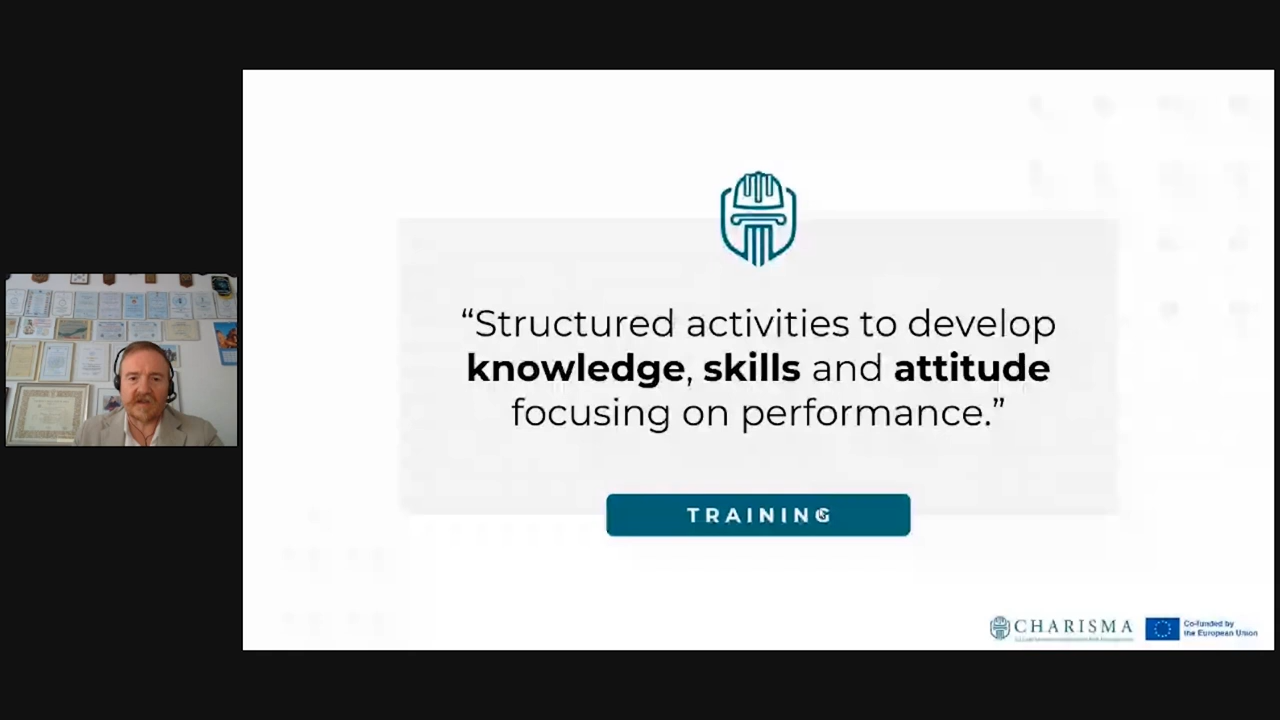 “Structured activities to develop
knowledge, skills and attitude
focusing on performance.”
TRAINING
CHARISMA
Co-funded by
the European Union